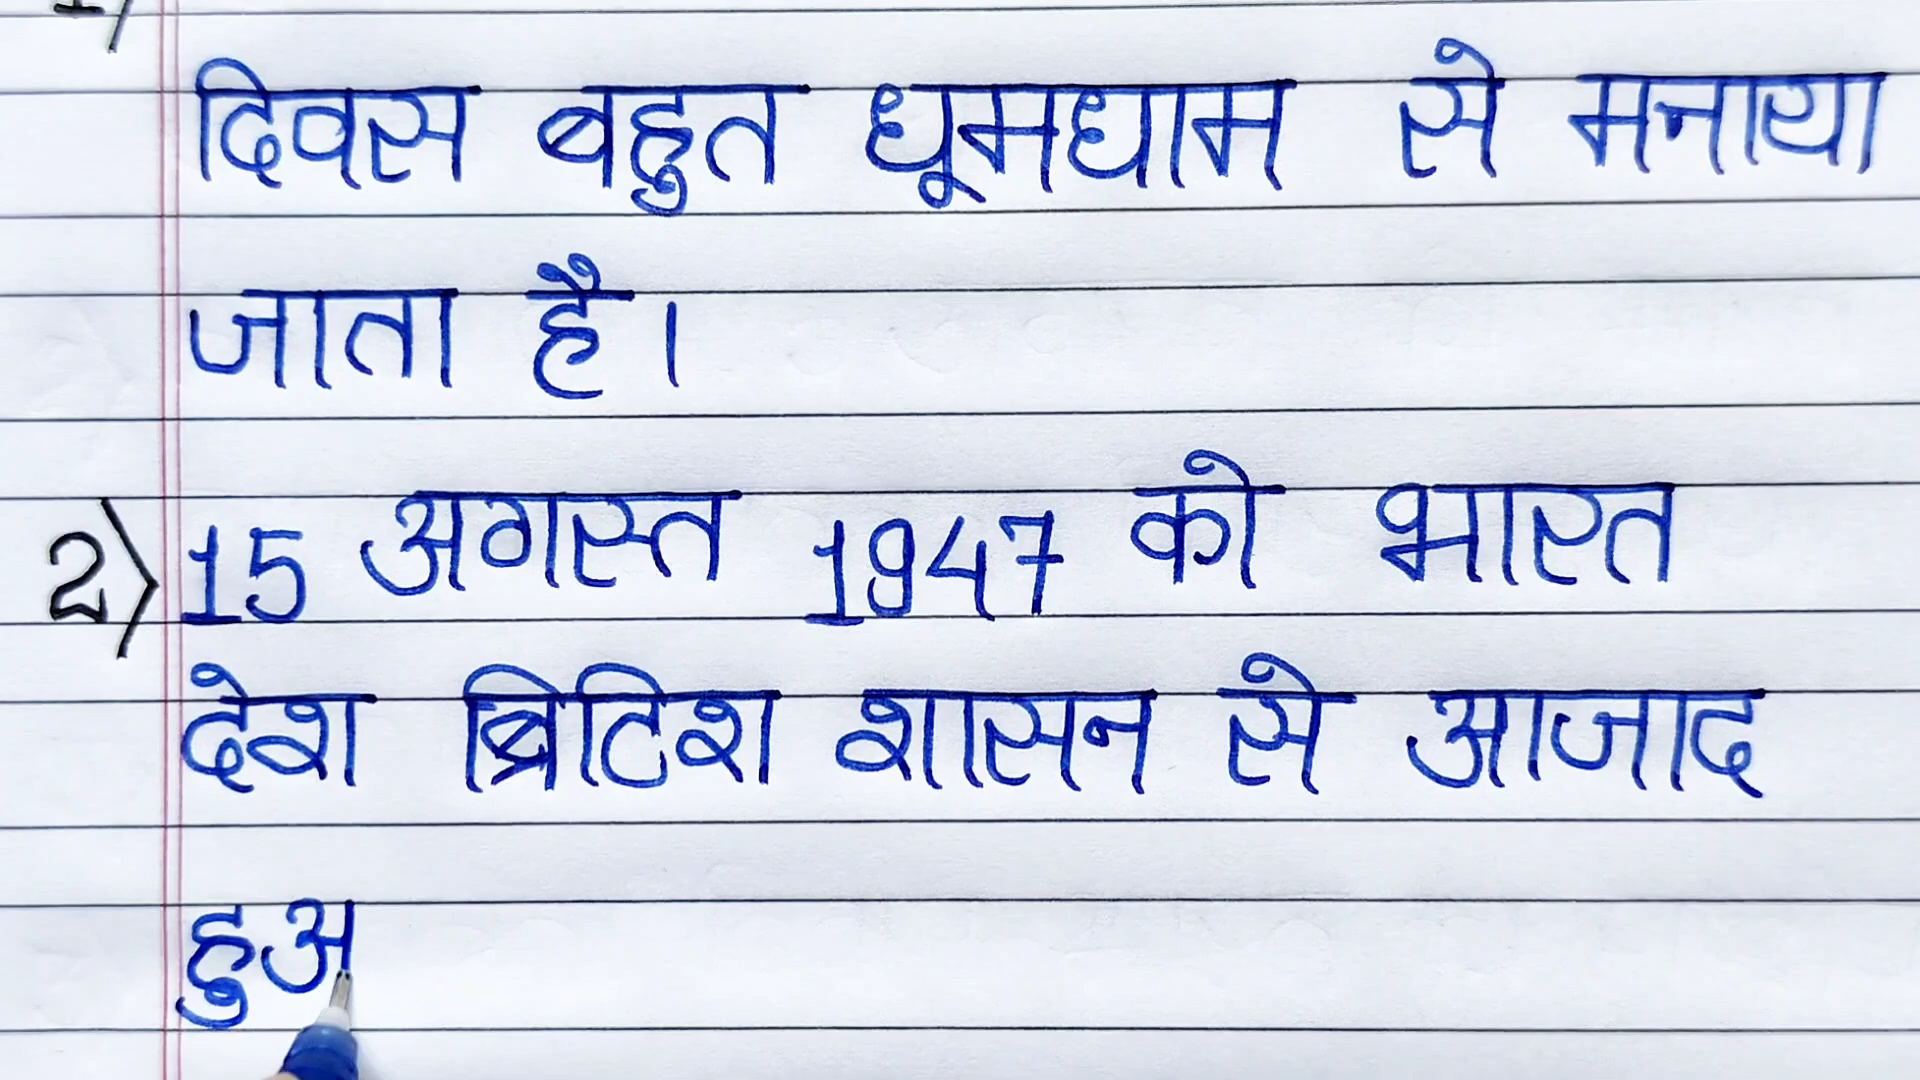 दिवस बहुत धूमधाम से मनाया
जाता है।
2) 15 अगस्त 1947 को भारत
देश ब्रिटिश शासन से आजाद
हुअ